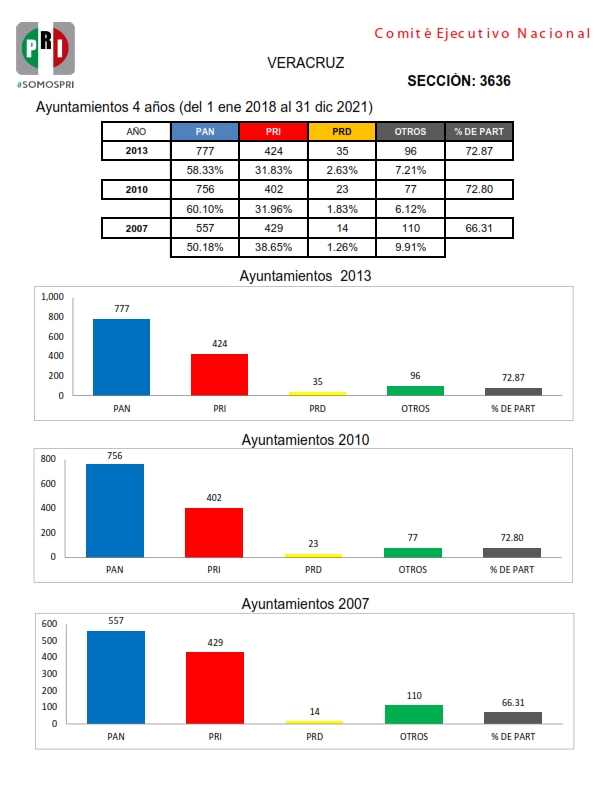 Comité Ejecutivo Nacional
PRI
#SOMOSPRI
VERACRUZ
SECCIÓN: 3636
Ayuntamientos 4 años (del 1 ene 2018 al 31 dic 2021)
AÑO PAN PRI PRD OTROS % DE PART
2013 777 424 35 96 72.87
58.33% 31.83% 2.63% 7.21%
2010 756 402 23 77 72.80
60.10% 31.96% 1.83% 6.12%
2007 557 429 14 110 66.31
50.18% 38.65% 1.26% 9.91%
Ayuntamientos 2013
1,000
800
600
400
200
0
777 424 35 96 72.87
PAN PRI PRD OTROS % DE PART
Ayuntamientos 2010
800
600
400
200
0
756 402 23 77 72.80
PAN PRI PRD OTROS % DE PART
Ayuntamientos 2007
600
500
400
300
200
100
0
557 429 14 110 66.31
PAN PRI PRD OTROS % DE PART